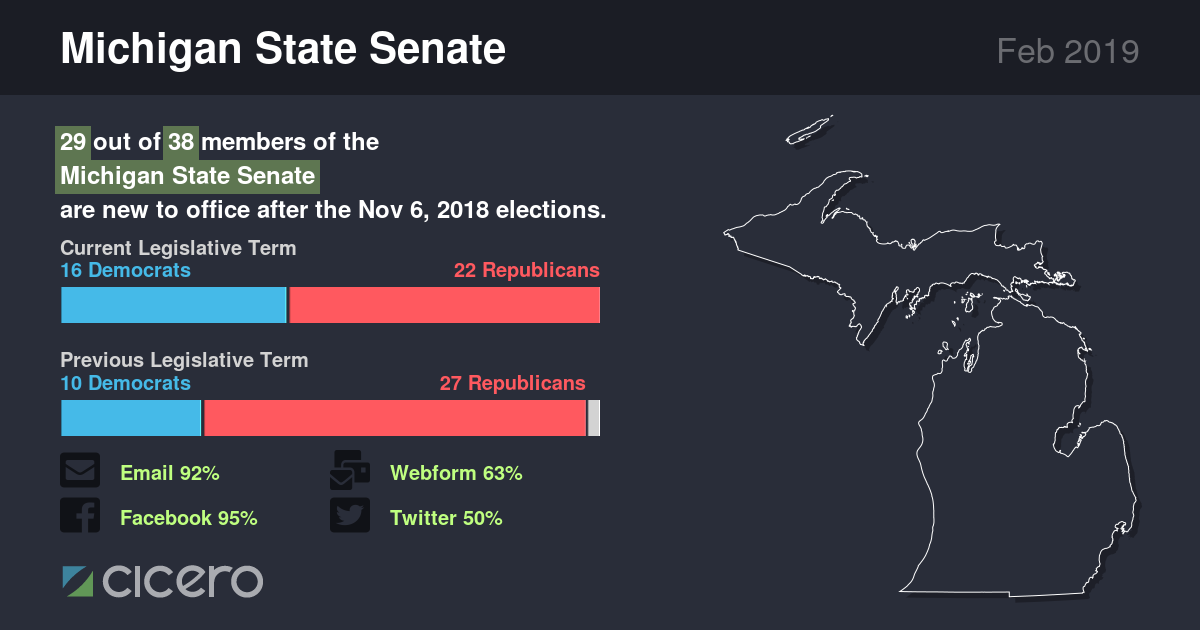 Michigan State Senate
Feb 2019
29 out of 38 members of the
Michigan State Senate
are new to office after the Nov 6, 2018 elections.
Current Legislative Term
16 Democrats
22 Republicans
Previous Legislative Term
10 Democrats
27 Republicans
Email 92%
Webform 63%
Facebook 95%
Twitter 50%
cicero